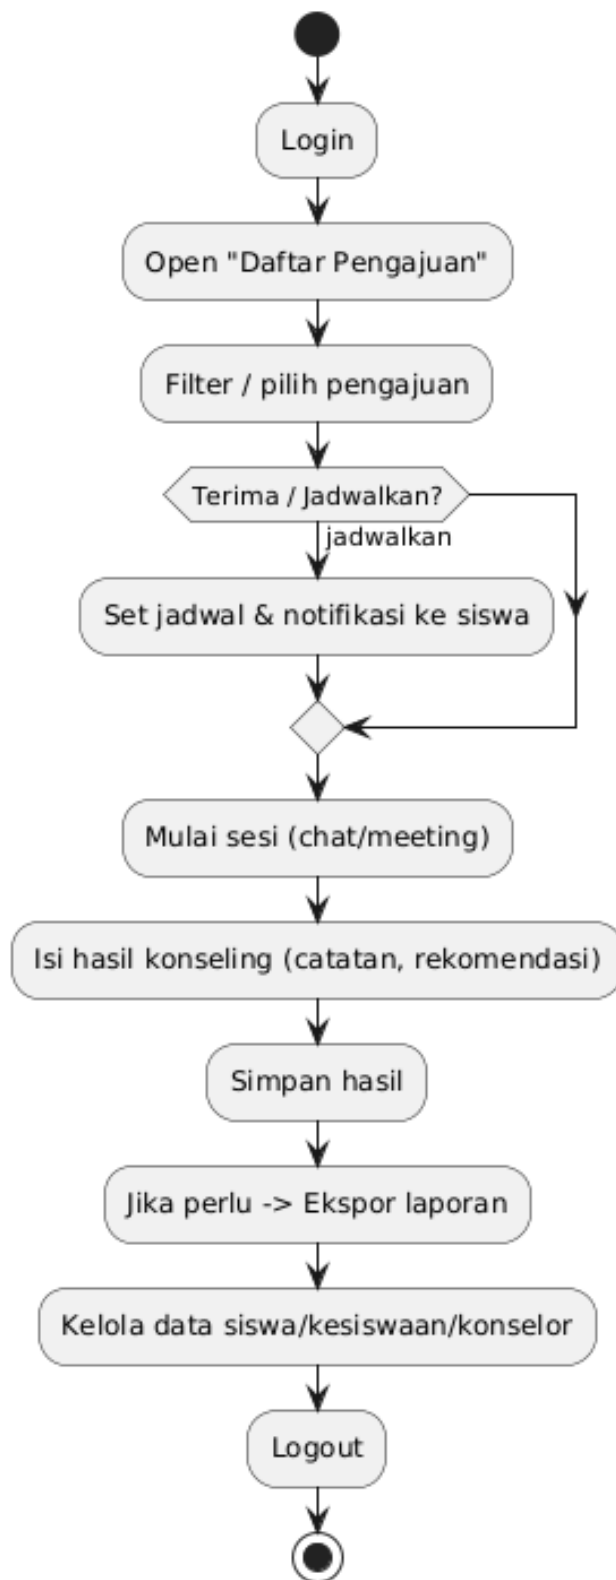 Login
Open "Daftar Pengajuan"
Filter / pilih pengajuan
Terima / Jadwalkan?
jadwalkan
Set jadwal & notifikasi ke siswa
Mulai sesi (chat/meeting)
Isi hasil konseling (catatan, rekomendasi)
Simpan hasil
Jika perlu -> Ekspor laporan
Kelola data siswa/kesiswaan/konselor
Logout